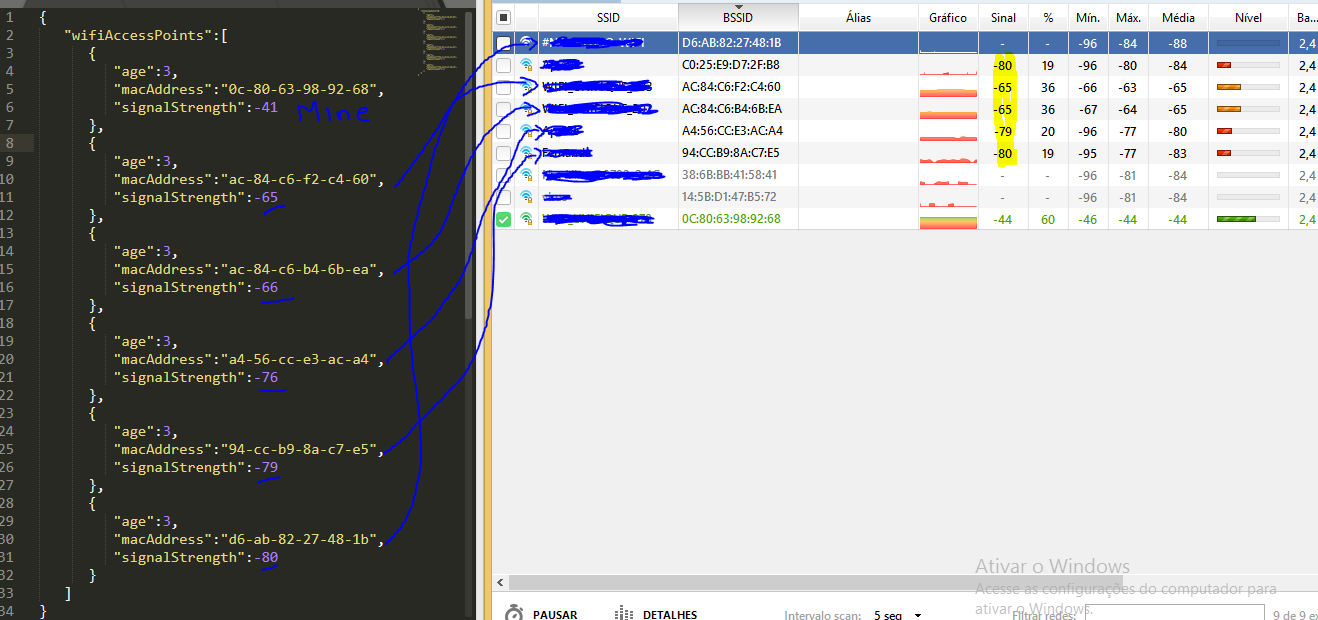 1 {
2 "wifiAccessPoints":[
3 {
4 "age":3,
5 "macAddress":"0c-80-63-98-92-68",
6 "signalStrength":-41 Mine
7 },
8 {
9 "age":3,
10 "macAddress":"ac-84-c6-f2-c4-60",
11 "signalStrength":-65
12 },
13 {
14 "age":3,
15 "macAddress":"ac-84-c6-b4-6b-ea",
16 "signalStrength":-66
17 },
18 {
19 "age":3,
20 "macAddress":"a4-56-cc-e3-ac-a4",
21 "signalStrength":-76
22 },
23 {
24 "age":3,
25 "macAddress":"94-cc-b9-8a-c7-e5",
26 "signalStrength":-79
27 },
28 {
29 "age":3,
30 "macAddress":"d6-ab-82-27-48-1b",
31 "signalStrength":-80
32 }
33 ]
34 }
SSID BSSID Álias Gráfico Sinal % Mín. Máx. Média Nível Ba...
D6:AB:82:27:48:1B - - -96 -84 -88 2,4
C0:25:E9:D7:2F:B8 -80 19 -96 -80 -84 2,4
AC:84:C6:F2:C4:60 -65 36 -66 -63 -64 2,4
AC:84:C6:B4:6B:EA -65 36 -67 -64 -65 2,4
A4:56:CC:E3:AC:A4 -79 20 -96 -77 -80 2,4
94:CC:B9:8A:C7:E5 -80 19 -95 -77 -83 2,4
38:6B:BB:41:58:41 - - -96 -81 -84 2,4
14:5B:D1:47:B5:72 - - -96 -81 -84 2,4
0C:80:63:98:92:68 -44 60 -46 -44 -44 2,4
Ativar o Windows
Acesse as configurações do computador para
ativar o Windows.
PAUSAR DETALHES Intervalo scan: 5 seg Filtrar redes: 9 de 9 e